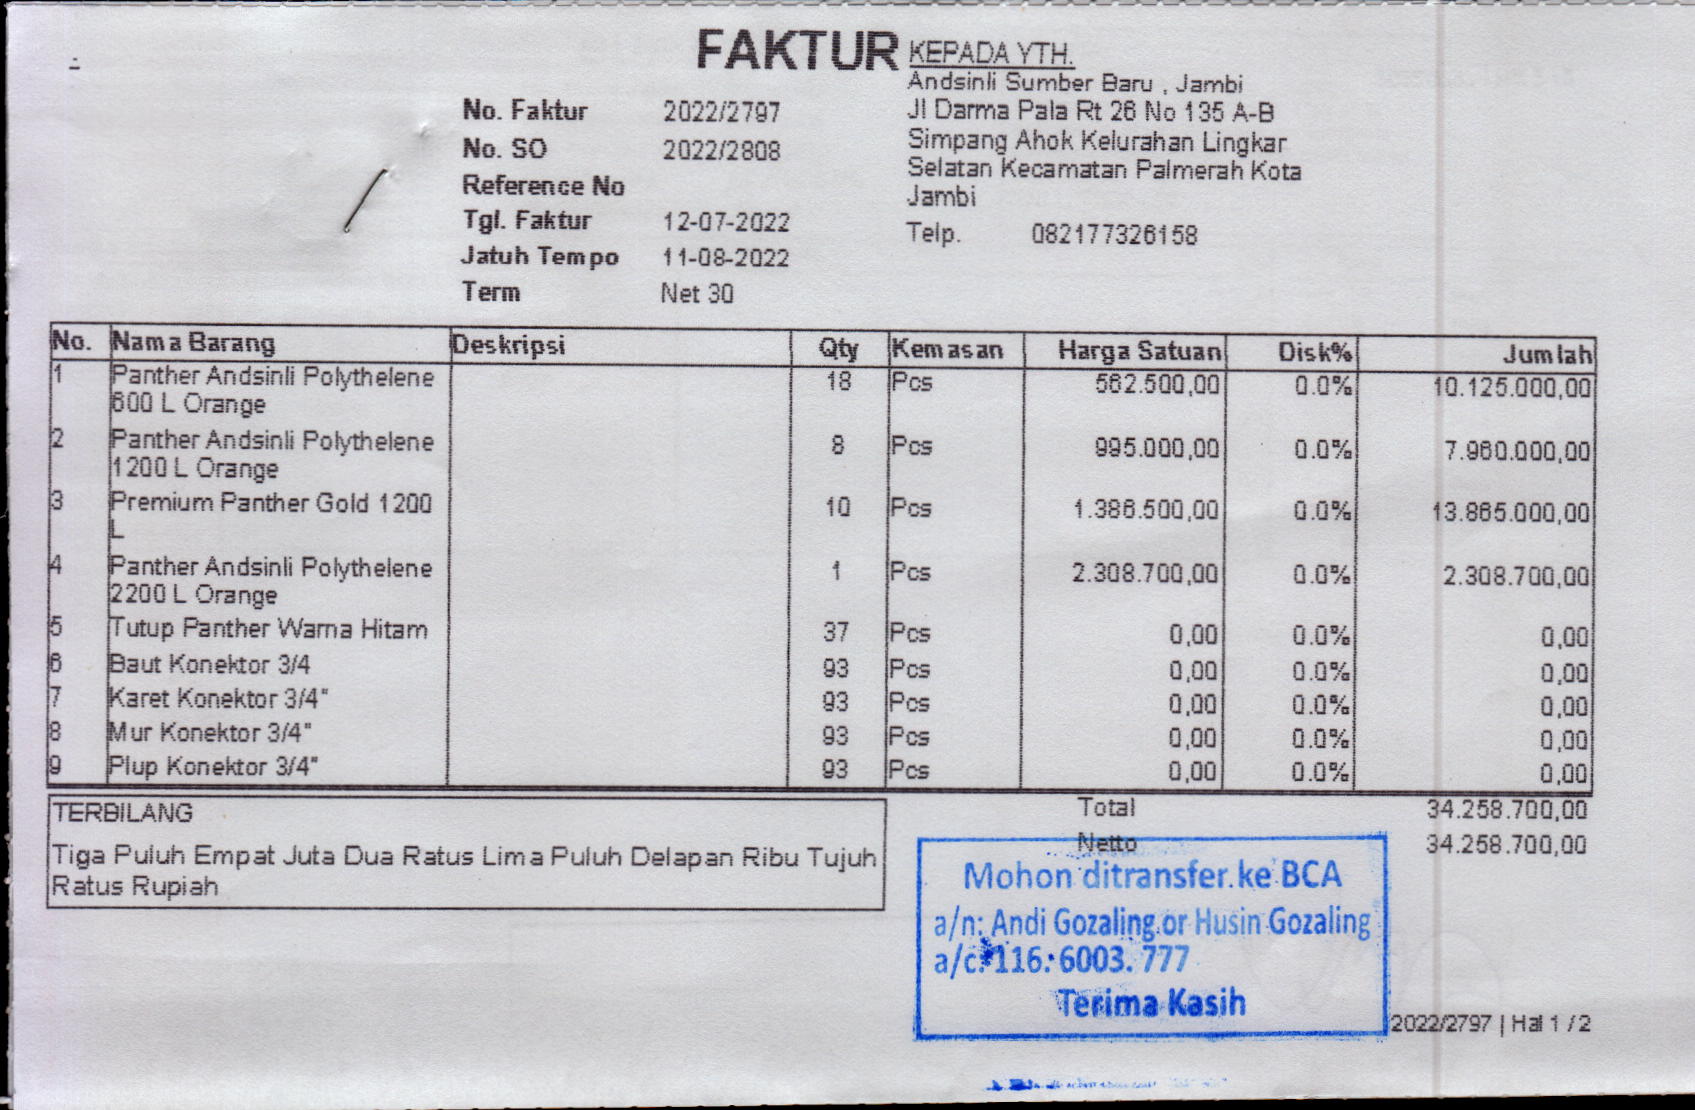 FAKTUR
No. Faktur 2022/2797
No. SO 2022/2808
Reference No
Tgl. Faktur 12-07-2022
Jatuh Tempo 11-08-2022
Term Net 30
KEPADA YTH.
Andsinli Sumber Baru , Jambi
Jl Darma Pala Rt 26 No 135 A-B
Simpang Ahok Kelurahan Lingkar
Selatan Kecamatan Palmerah Kota
Jambi
Telp. 082177326158
No. Nama Barang Deskripsi Qty Kemasan Harga Satuan Disk% Jumlah
1 Panther Andsinli Polythelene 18 Pcs 562.500,00 0.0% 10.125.000,00
600 L Orange
2 Panther Andsinli Polythelene 8 Pcs 995.000,00 0.0% 7.960.000,00
1200 L Orange
3 Premium Panther Gold 1200 10 Pcs 1.386.500,00 0.0% 13.865.000,00
L
4 Panther Andsinli Polythelene 1 Pcs 2.308.700,00 0.0% 2.308.700,00
2200 L Orange
5 Tutup Panther Warna Hitam 37 Pcs 0,00 0.0% 0,00
6 Baut Konektor 3/4 93 Pcs 0,00 0.0% 0,00
7 Karet Konektor 3/4" 93 Pcs 0,00 0.0% 0,00
8 Mur Konektor 3/4" 93 Pcs 0,00 0.0% 0,00
9 Plup Konektor 3/4" 93 Pcs 0,00 0.0% 0,00
TERBILANG
Tiga Puluh Empat Juta Dua Ratus Lima Puluh Delapan Ribu Tujuh
Ratus Rupiah
Total 34.258.700,00
Netto 34.258.700,00
Mohon ditransfer ke BCA
a/n: Andi Gozaling or Husin Gozaling
a/c: 116. 6003. 777
Terima Kasih
2022/2797 | Hal 1 / 2